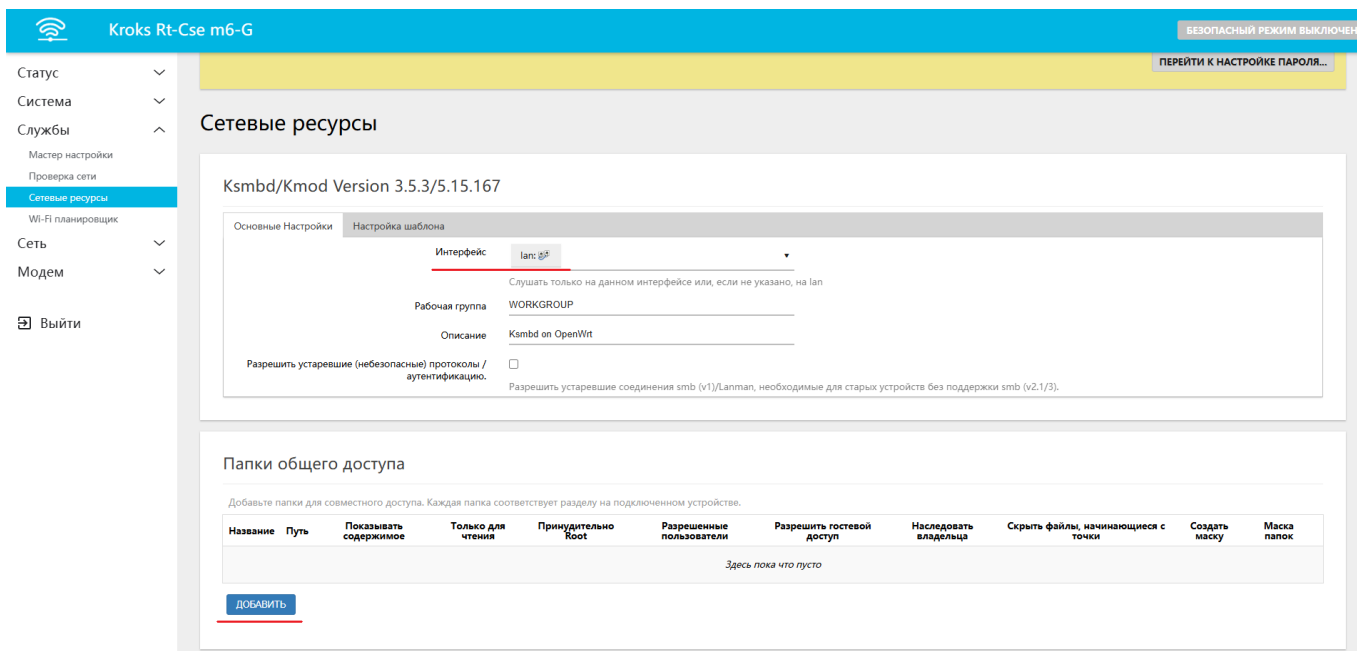 Kroks Rt-Cse m6-G
БЕЗОПАСНЫЙ РЕЖИМ ВЫКЛЮЧЕН
ПЕРЕЙТИ К НАСТРОЙКЕ ПАРОЛЯ...
Статус
Система
Службы
Мастер настройки
Проверка сети
Сетевые ресурсы
Wi-Fi планировщик
Сеть
Модем
Выйти
Сетевые ресурсы
Ksmbd/Kmod Version 3.5.3/5.15.167
Основные Настройки Настройка шаблона
Интерфейс lan:
Слушать только на данном интерфейсе или, если не указано, на lan
Рабочая группа WORKGROUP
Описание Ksmbd on OpenWrt
Разрешить устаревшие (небезопасные) протоколы /
аутентификацию.
Разрешить устаревшие соединения smb (v1)/Lanman, необходимые для старых устройств без поддержки smb (v2.1/3).
Папки общего доступа
Добавьте папки для совместного доступа. Каждая папка соответствует разделу на подключенном устройстве.
Название Путь Показывать содержимое Только для чтения Принудительно Root Разрешенные пользователи Разрешить гостевой доступ Наследовать владельца Скрыть файлы, начинающиеся с точки Создать маску Маска папок
Здесь пока что пусто
ДОБАВИТЬ